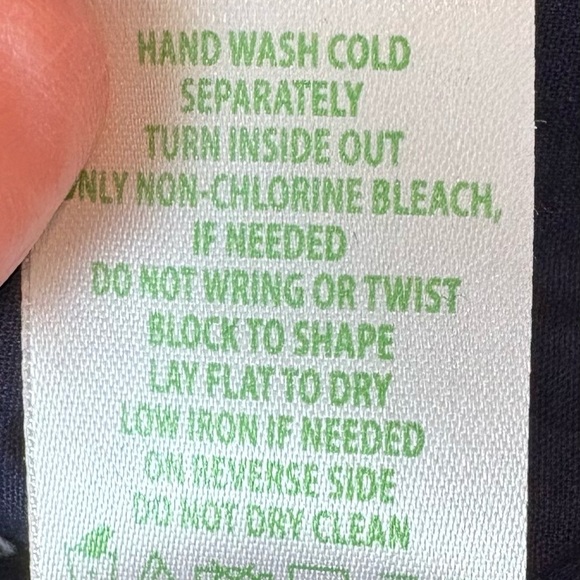 HAND WASH COLD
SEPARATELY
TURN INSIDE OUT
ONLY NON-CHLORINE BLEACH,
IF NEEDED
DO NOT WRING OR TWIST
BLOCK TO SHAPE
LAY FLAT TO DRY
LOW IRON IF NEEDED
ON REVERSE SIDE
DO NOT DRY CLEAN